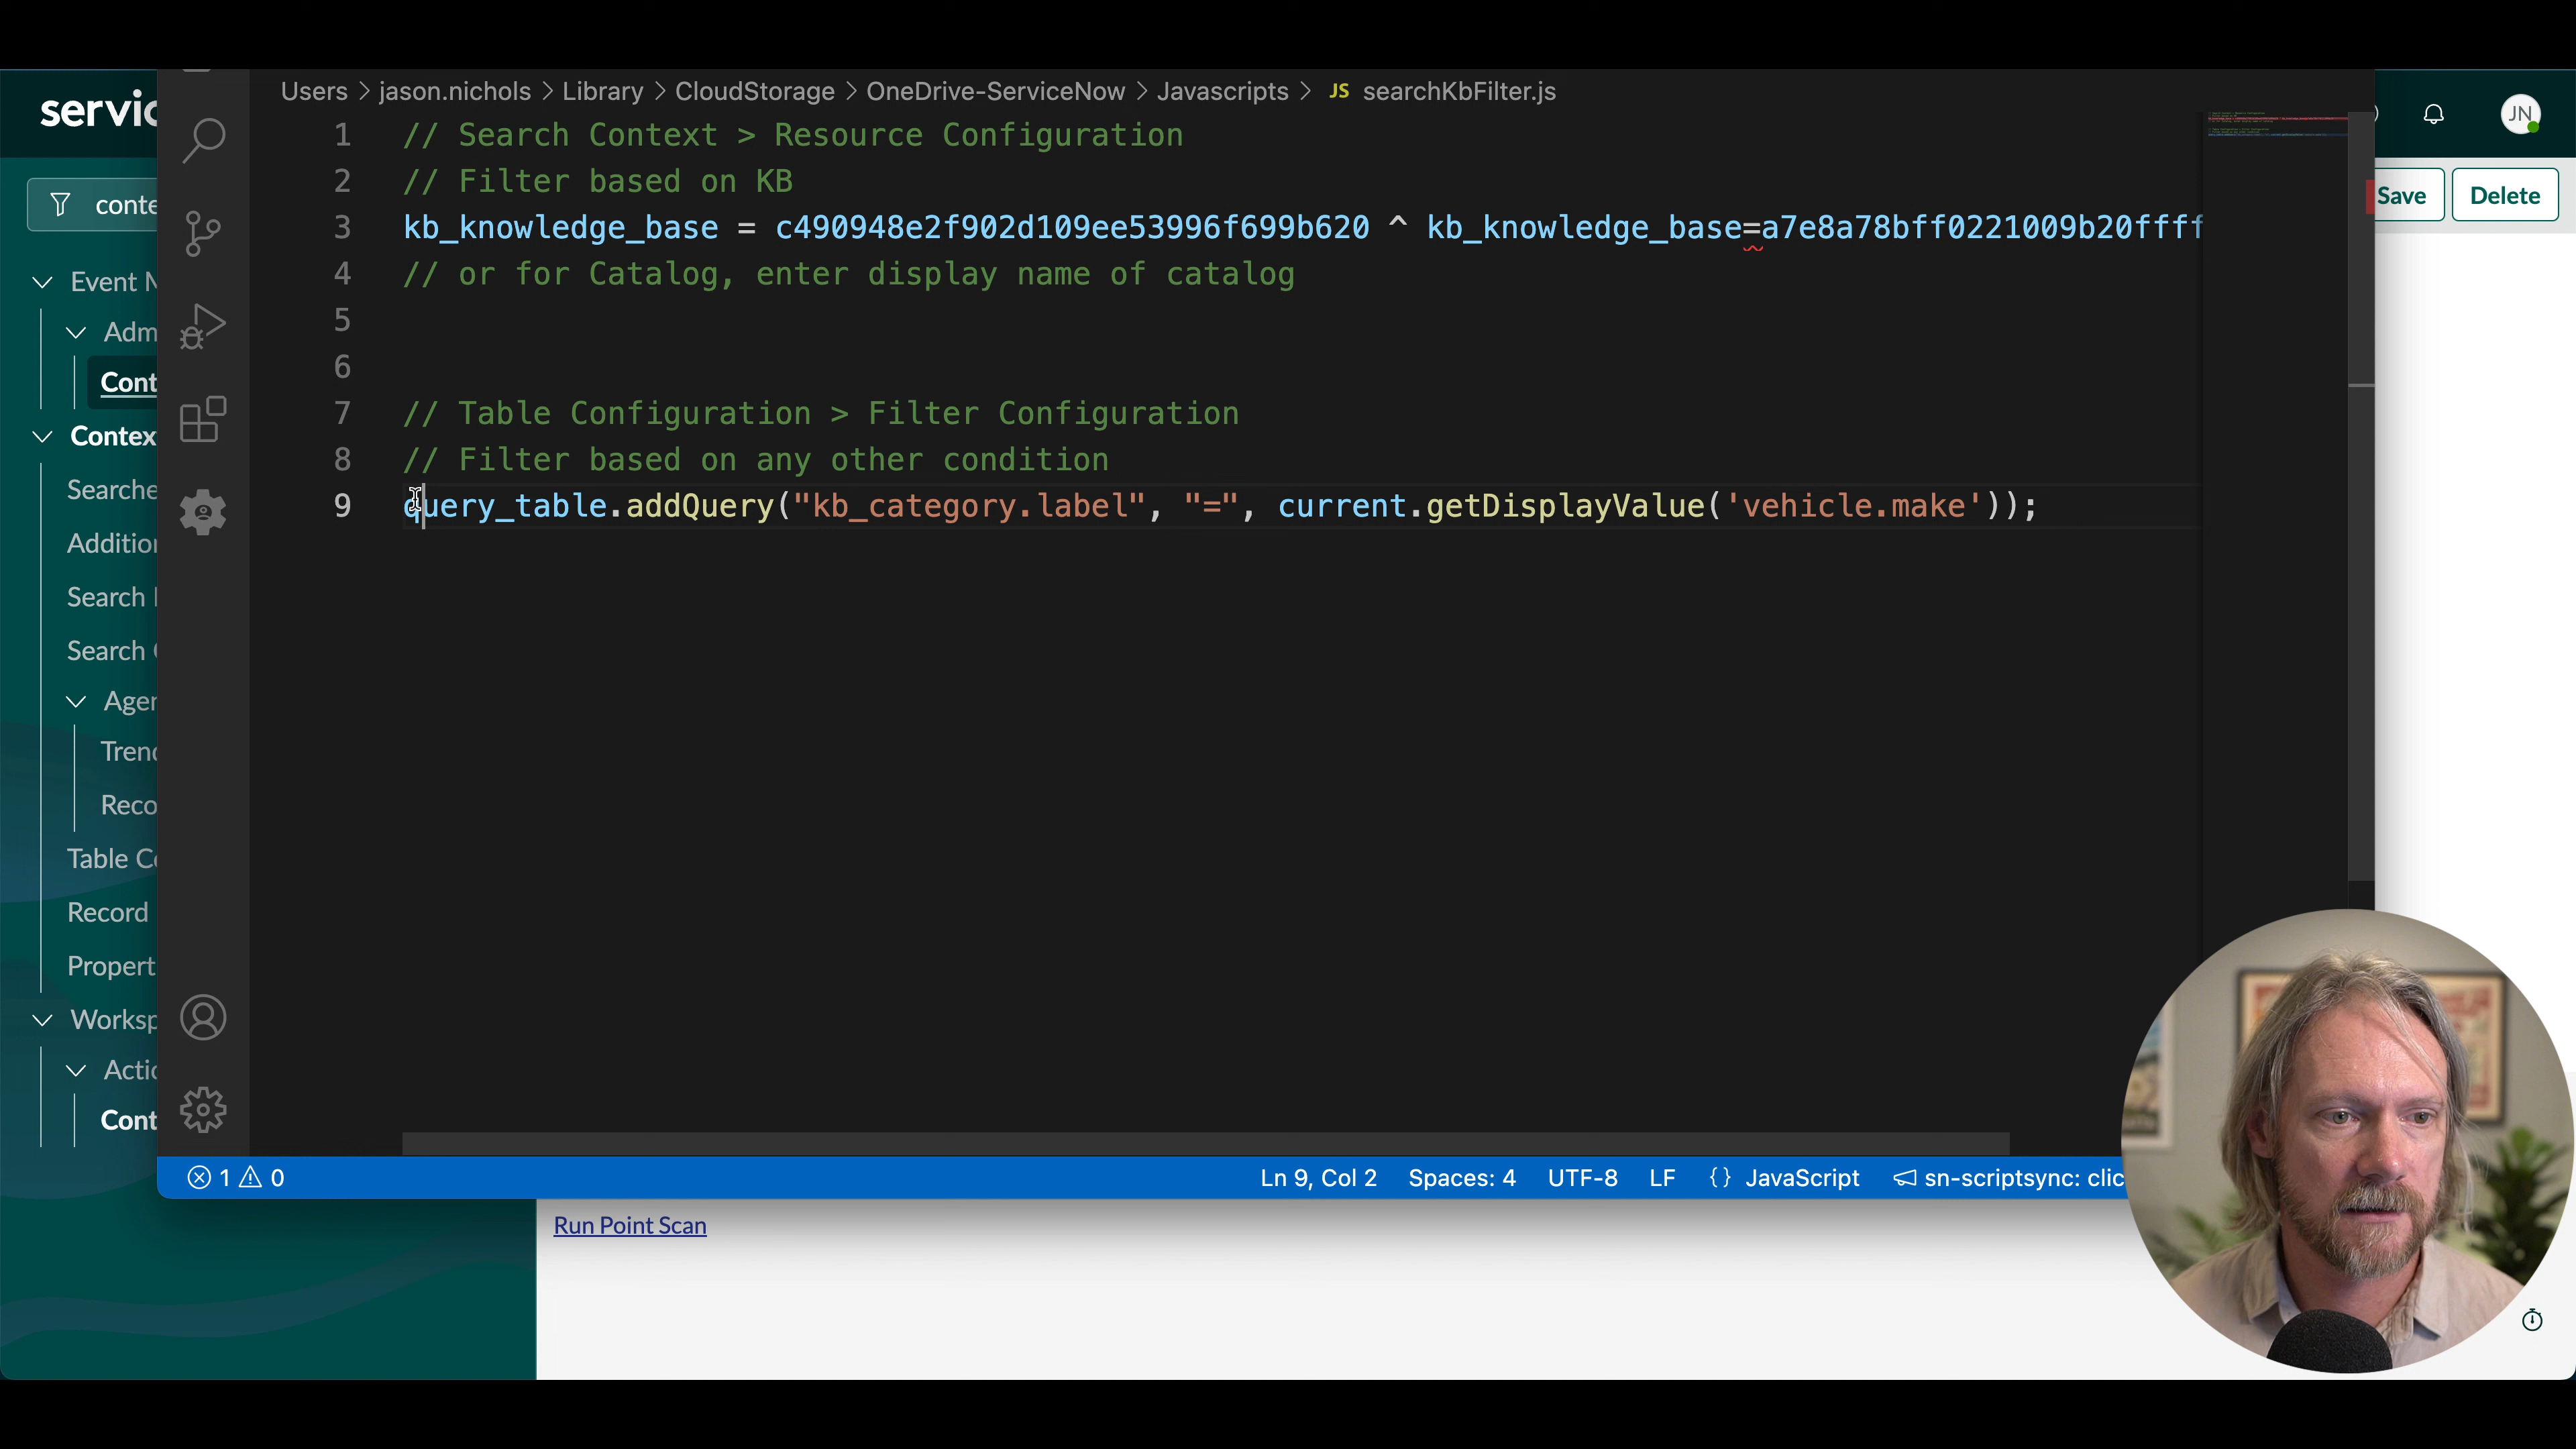 servic
JN
Save
Delete
conte
Event M
Adm
Cont
Contex
Searche
Addition
Search
Search
Agen
Trend
Reco
Table Co
Record
Propert
Worksp
Actio
Cont
Users > jason.nichols > Library > CloudStorage > OneDrive-ServiceNow > Javascripts > JS searchKbFilter.js
1 // Search Context > Resource Configuration
2 // Filter based on KB
3 kb_knowledge_base = c490948e2f902d109ee53996f699b620 ^ kb_knowledge_base=a7e8a78bff0221009b20ffff
4 // or for Catalog, enter display name of catalog
5
6
7 // Table Configuration > Filter Configuration
8 // Filter based on any other condition
9 query_table.addQuery("kb_category.label", "=", current.getDisplayValue('vehicle.make'));
1 0
Ln 9, Col 2 Spaces: 4 UTF-8 LF {} JavaScript sn-scriptsync: clic
Run Point Scan